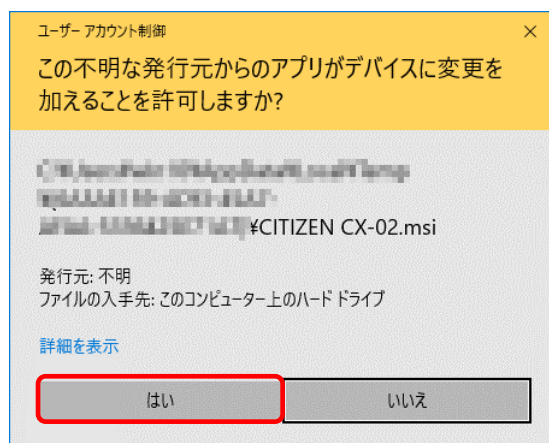 ユーザー アカウント制御
この不明な発行元からのアプリがデバイスに変更を
加えることを許可しますか?
¥CITIZEN CX-02.msi
発行元: 不明
ファイルの入手先: このコンピューター上のハード ドライブ
詳細を表示
はい
いいえ